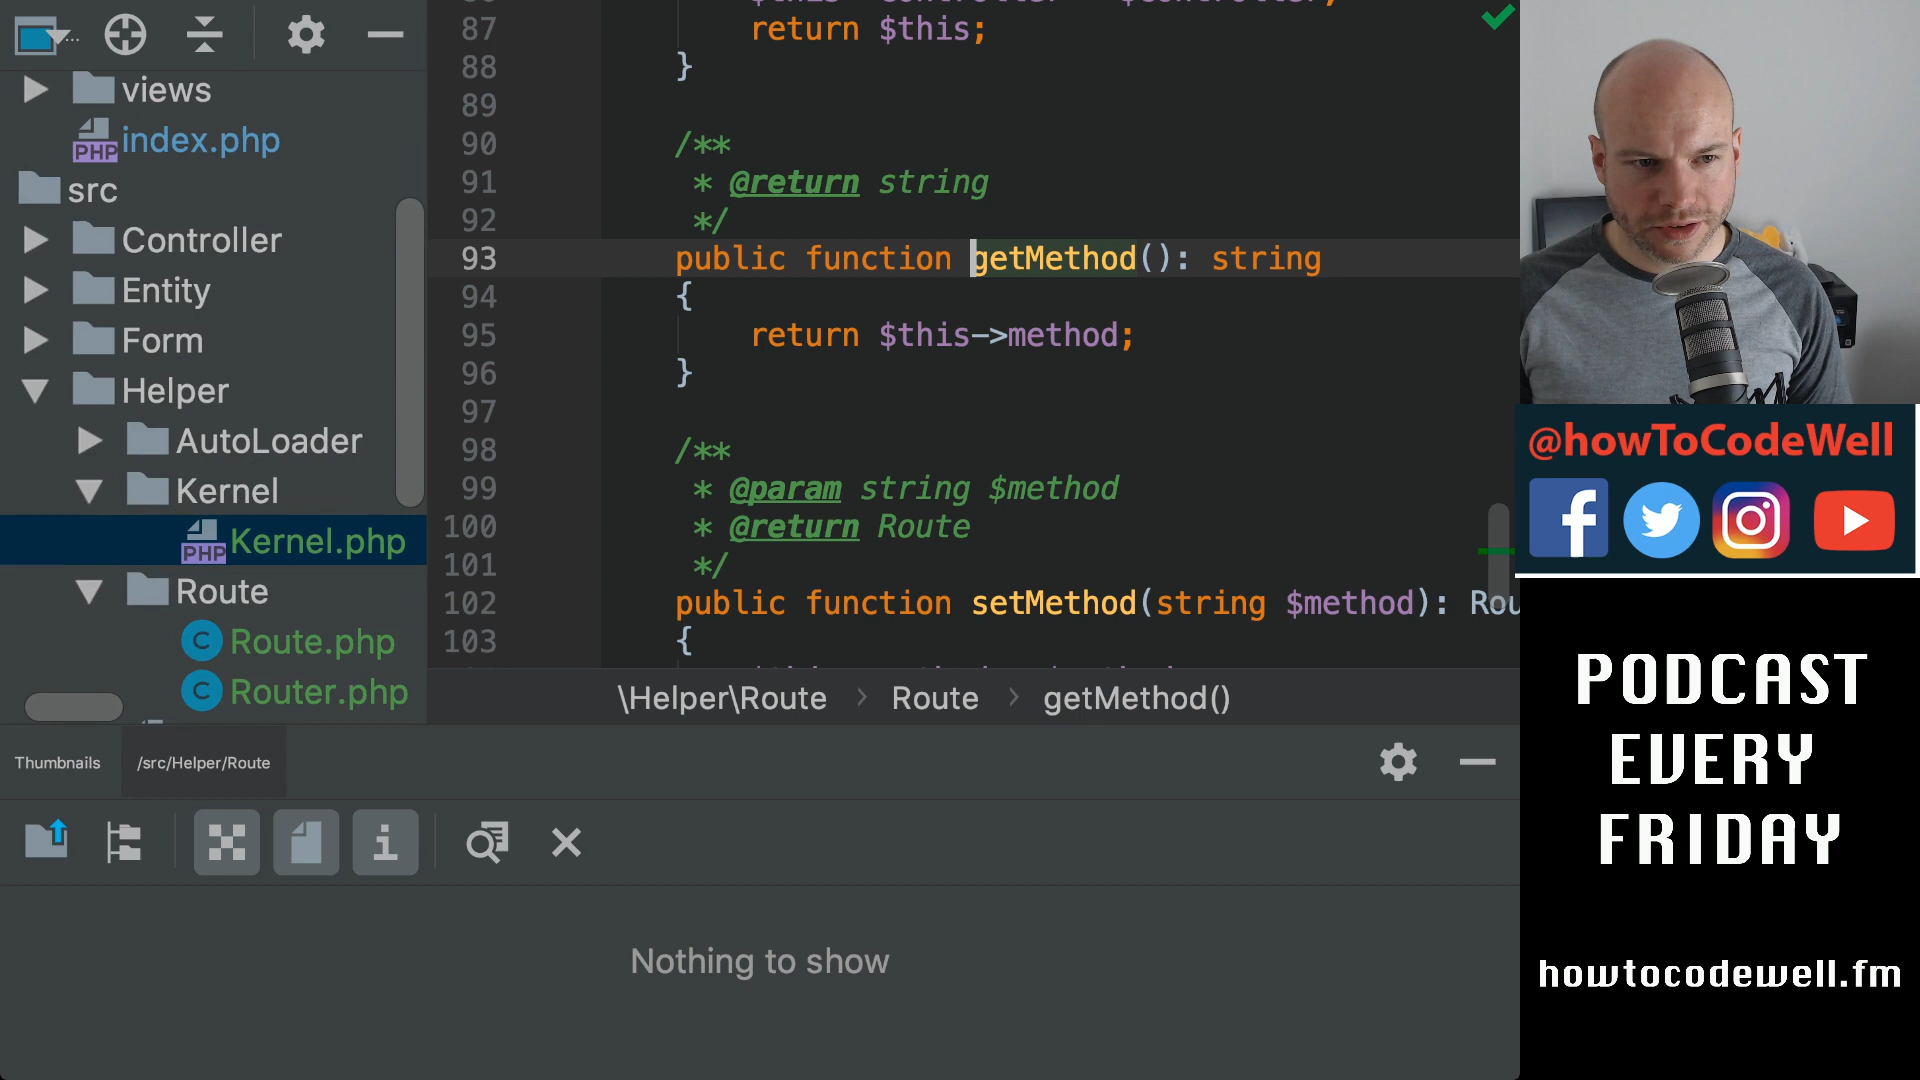 views
index.php
src
Controller
Entity
Form
Helper
AutoLoader
Kernel
Kernel.php
Route
Route.php
Router.php
87 return $this;
88 }
89
90 /**
91 * @return string
92 */
93 public function getMethod(): string
94 {
95 return $this->method;
96 }
97
98 /**
99 * @param string $method
100 * @return Route
101 */
102 public function setMethod(string $method): Rou
103 {
\Helper\Route › Route › getMethod()
Thumbnails /src/Helper/Route
Nothing to show
@howToCodeWell
PODCAST
EVERY
FRIDAY
howtocodewell.fm